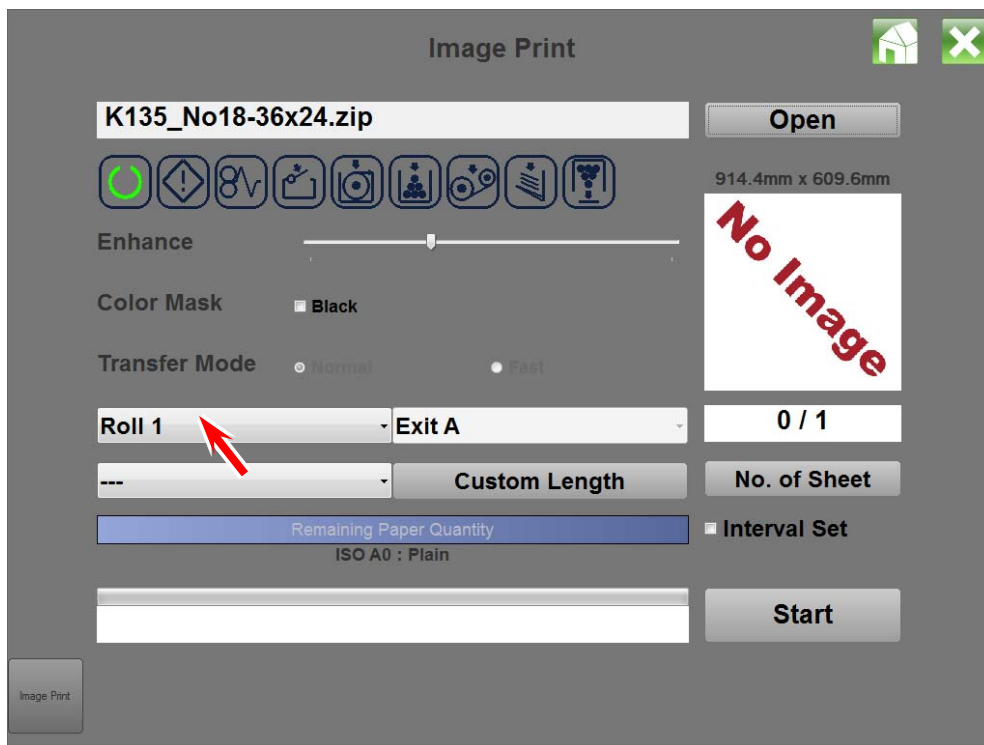 Image Print
K135_No18-36x24.zip
Open
914.4mm x 609.6mm
No Image
Enhance
Color Mask
Black
Transfer Mode
Normal
Fast
Roll 1
Exit A
0 / 1
---
Custom Length
No. of Sheet
Remaining Paper Quantity
Interval Set
ISO A0 : Plain
Start
Image Print